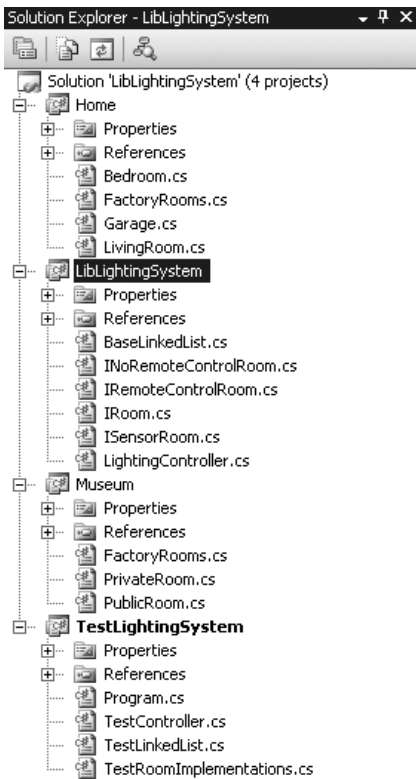 Solution Explorer - LibLightingSystem
Solution 'LibLightingSystem' (4 projects)
Home
Properties
References
Bedroom.cs
FactoryRooms.cs
Garage.cs
LivingRoom.cs
LibLightingSystem
Properties
References
BaseLinkedList.cs
INoRemoteControlRoom.cs
IRemoteControlRoom.cs
IRoom.cs
ISensorRoom.cs
LightingController.cs
Museum
Properties
References
FactoryRooms.cs
PrivateRoom.cs
PublicRoom.cs
TestLightingSystem
Properties
References
Program.cs
TestController.cs
TestLinkedList.cs
TestRoomImplementations.cs